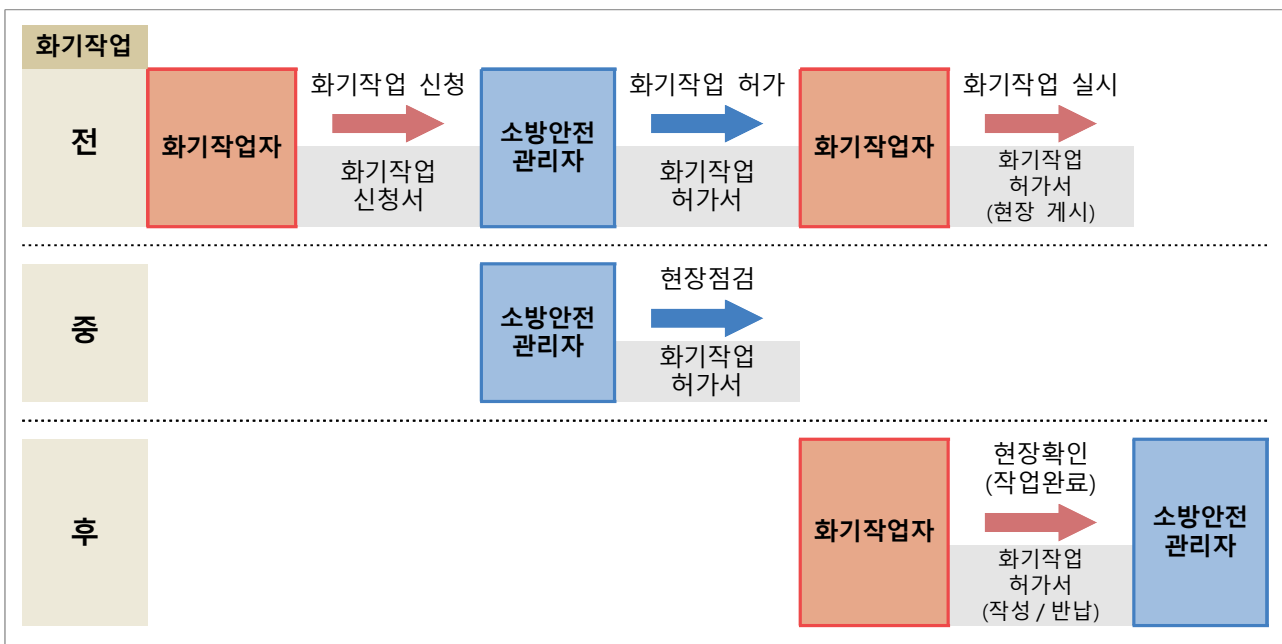 화기작업
전
화기작업자
화기작업 신청
화기작업
신청서
소방안전
관리자
화기작업 허가
화기작업
허가서
화기작업자
화기작업 실시
화기작업
허가서
(현장 게시)
중
소방안전
관리자
현장점검
화기작업
허가서
후
화기작업자
현장확인
(작업완료)
화기작업
허가서
(작성 / 반납)
소방안전
관리자